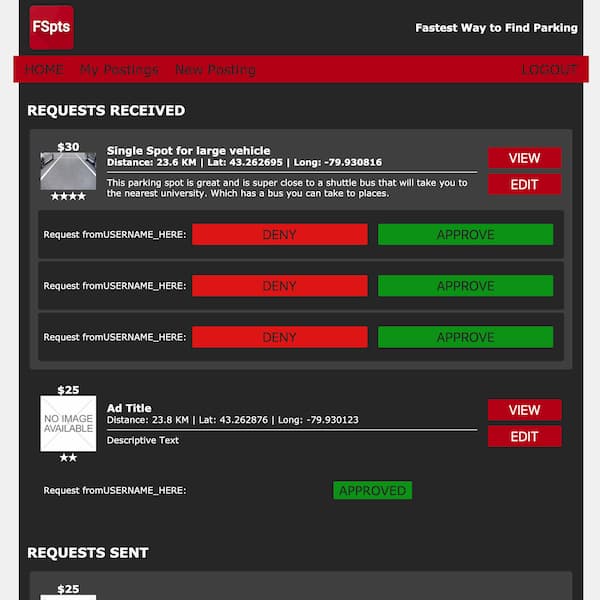 FSpts
Fastest Way to Find Parking
HOME My Postings New Posting LOGOUT
REQUESTS RECEIVED
$30
Single Spot for large vehicle
Distance: 23.6 KM | Lat: 43.262695 | Long: -79.930816
VIEW
This parking spot is great and is super close to a shuttle bus that will take you to
the nearest university. Which has a bus you can take to places.
EDIT
★★★★
Request fromUSERNAME_HERE: DENY APPROVE
Request fromUSERNAME_HERE: DENY APPROVE
Request fromUSERNAME_HERE: DENY APPROVE
$25
NO IMAGE
AVAILABLE
★★
Ad Title
Distance: 23.8 KM | Lat: 43.262876 | Long: -79.930123
Descriptive Text
VIEW
EDIT
Request fromUSERNAME_HERE: APPROVED
REQUESTS SENT
$25